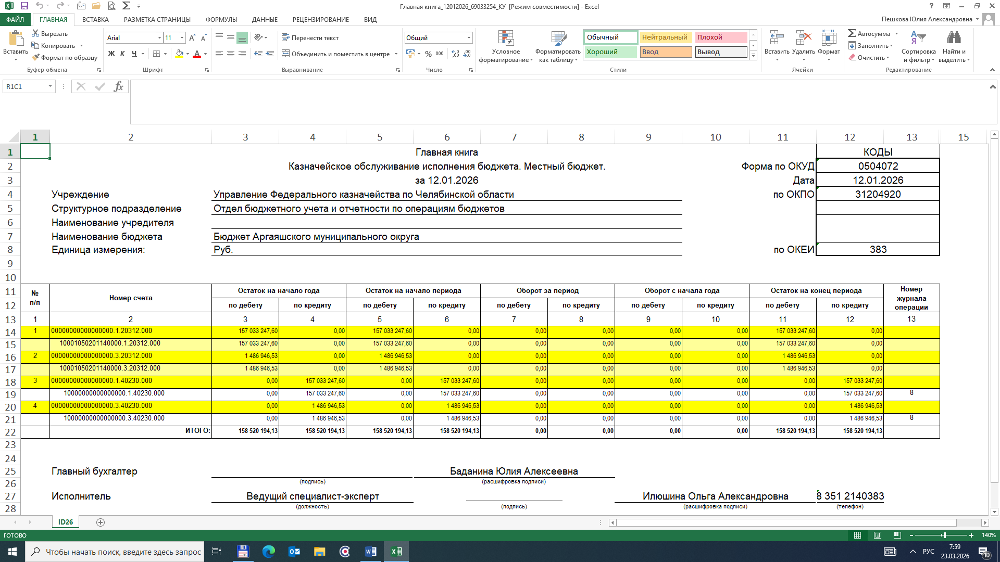 Главная книга_12012026_69033254_КУ [Режим совместимости] - Excel
ФАЙЛ ГЛАВНАЯ ВСТАВКА РАЗМЕТКА СТРАНИЦЫ ФОРМУЛЫ ДАННЫЕ РЕЦЕНЗИРОВАНИЕ ВИД Пешкова Юлия Александровна
Вставить
Вырезать
Копировать
Формат по образцу
Буфер обмена
Arial 11
Ж К Ч
Шрифт
Перенести текст
Объединить и поместить в центре
Выравнивание
Общий
% 000
Число
Условное форматирование
Форматировать как таблицу
Обычный Нейтральный Плохой
Хороший Ввод Вывод
Стили
Вставить Удалить Формат
Ячейки
Автосумма
Заполнить
Очистить
Сортировка и фильтр
Найти и выделить
Редактирование
R1C1 fx
1 2 3 4 5 6 7 8 9 10 11 12 13 15
1 Главная книга КОДЫ
2 Казначейское обслуживание исполнения бюджета. Местный бюджет. Форма по ОКУД 0504072
3 за 12.01.2026 Дата 12.01.2026
4 Учреждение Управление Федерального казначейства по Челябинской области по ОКПО 31204920
5 Структурное подразделение Отдел бюджетного учета и отчетности по операциям бюджетов
6 Наименование учредителя
7 Наименование бюджета Бюджет Аргаяшского муниципального округа
8 Единица измерения: Руб. по ОКЕИ 383
9
10
11 № п/п Номер счета Остаток на начало года Остаток на начало периода Оборот за период Оборот с начала года Остаток на конец периода Номер журнала операции
12 по дебету по кредиту по дебету по кредиту по дебету по кредиту по дебету по кредиту по дебету по кредиту
13 1 2 3 4 5 6 7 8 9 10 11 12 13
14 1 00000000000000000.1.20312.000 157 033 247,60 0,00 157 033 247,60 0,00 0,00 0,00 0,00 0,00 157 033 247,60 0,00
15 10001050201140000.1.20312.000 157 033 247,60 0,00 157 033 247,60 0,00 0,00 0,00 0,00 0,00 157 033 247,60 0,00
16 2 00000000000000000.3.20312.000 1 486 946,53 0,00 1 486 946,53 0,00 0,00 0,00 0,00 0,00 1 486 946,53 0,00
17 10001050201140000.3.20312.000 1 486 946,53 0,00 1 486 946,53 0,00 0,00 0,00 0,00 0,00 1 486 946,53 0,00
18 3 00000000000000000.1.40230.000 0,00 157 033 247,60 0,00 157 033 247,60 0,00 0,00 0,00 0,00 0,00 157 033 247,60
19 10000000000000000.1.40230.000 0,00 157 033 247,60 0,00 157 033 247,60 0,00 0,00 0,00 0,00 0,00 157 033 247,60 8
20 4 00000000000000000.3.40230.000 0,00 1 486 946,53 0,00 1 486 946,53 0,00 0,00 0,00 0,00 0,00 1 486 946,53
21 10000000000000000.3.40230.000 0,00 1 486 946,53 0,00 1 486 946,53 0,00 0,00 0,00 0,00 0,00 1 486 946,53 8
22 ИТОГО: 158 520 194,13 158 520 194,13 158 520 194,13 158 520 194,13 0,00 0,00 0,00 0,00 158 520 194,13 158 520 194,13
23
24
25 Главный бухгалтер Баданина Юлия Алексеевна
26 (подпись) (расшифровка подписи)
27 Исполнитель Ведущий специалист-эксперт Илюшина Ольга Александровна 8 351 2140383
28 (должность) (подпись) (расшифровка подписи) (телефон)
ID26
ГОТОВО 140%
Чтобы начать поиск, введите здесь запрос
РУС
7:59
23.03.2026
10